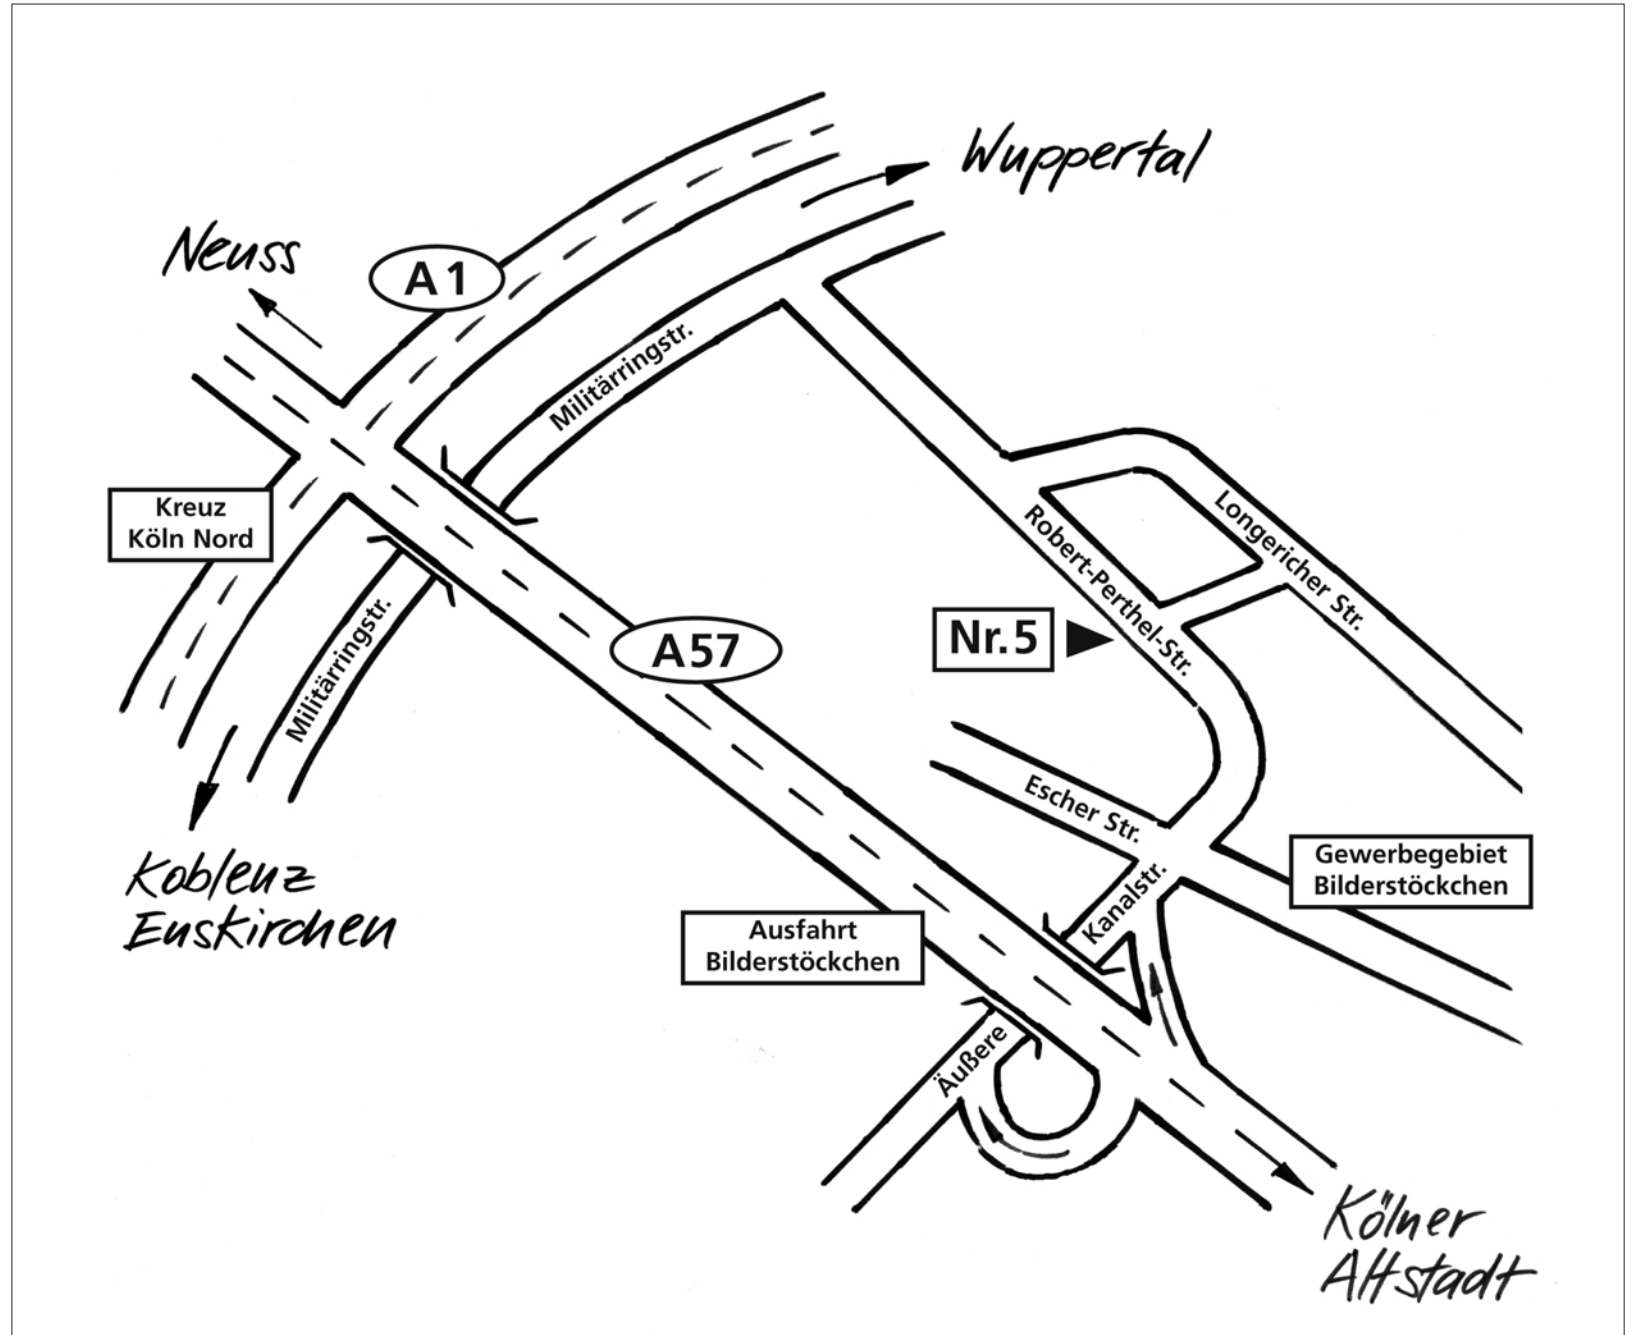 Wuppertal
Neuss
A1
Militärringstr.
Kreuz
Köln Nord
Longericher Str.
Robert-Perthel-Str.
Nr. 5
Militärringstr.
A57
Escher Str.
Koblenz
Euskirchen
Gewerbegebiet
Bilderstöckchen
Kanalstr.
Ausfahrt
Bilderstöckchen
Äußere
Kölner
Altstadt